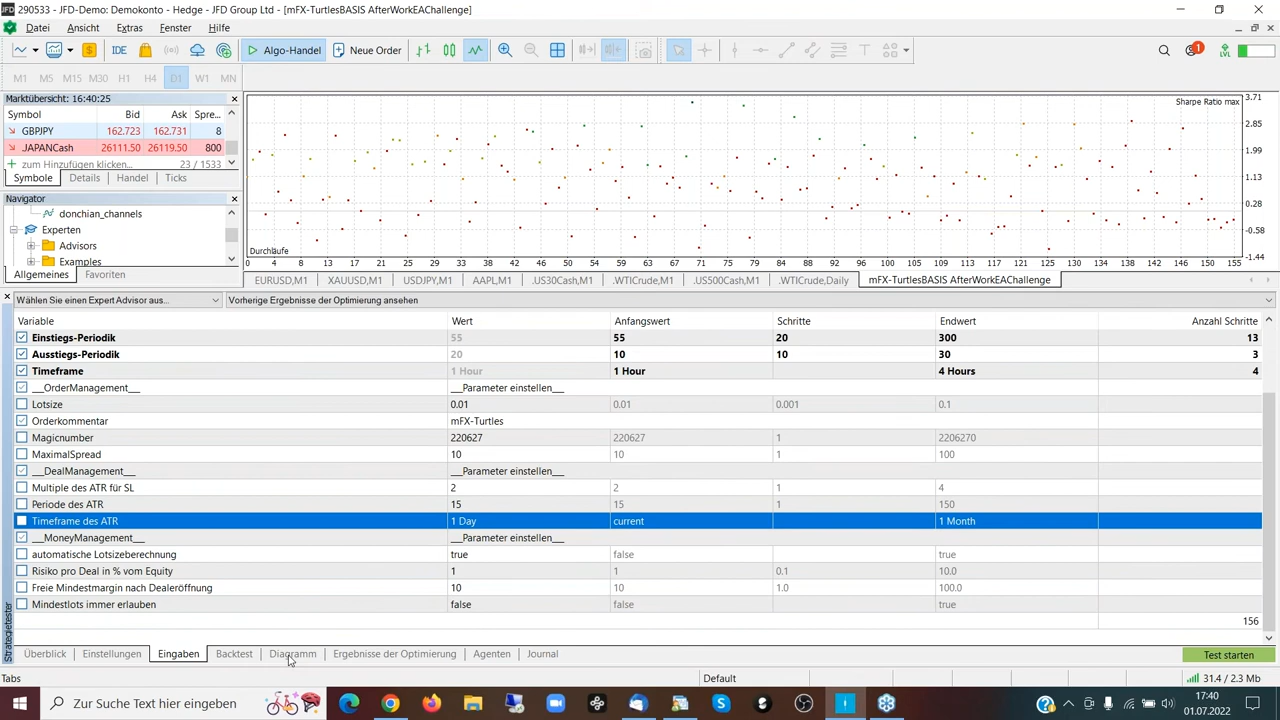 290533 - JFD-Demo: Demokonto - Hedge - JFD Group Ltd - [mFX-TurtlesBASIS AfterWorkEAChallenge]
Datei Ansicht Extras Fenster Hilfe
IDE Algo-Handel Neue Order 1 LVL
M1 M5 M15 M30 H1 H4 D1 W1 MN
Marktübersicht: 16:40:25
Symbol Bid Ask Spre...
GBPJPY 162.723 162.731 8
JAPANCash 26111.50 26119.50 800
zum Hinzufügen klicken... 23 / 1533
Symbole Details Handel Ticks
Navigator
donchian_channels
Experten
Advisors
Examples
Allgemeines Favoriten
Sharpe Ratio max
3.71
2.85
1.99
1.13
0.28
-0.58
-1.44
Durchläufe
0 4 8 13 18 23 28 33 38 43 47 51 56 61 66 71 75 79 84 89 92 96 100 104 109 113 117 121 126 130 134 138 142 146 150 155
EURUSD,M1 XAUUSD,M1 USDJPY,M1 AAPL,M1 .US30Cash,M1 .WTICrude,M1 .US500Cash,M1 .WTICrude,Daily mFX-TurtlesBASIS AfterWorkEAChallenge
Wählen Sie einen Expert Advisor aus... Vorherige Ergebnisse der Optimierung ansehen
Variable Wert Anfangswert Schritte Endwert Anzahl Schritte
Einstiegs-Periodik 55 55 20 300 13
Ausstiegs-Periodik 20 10 10 30 3
Timeframe 1 Hour 1 Hour 4 Hours 4
__OrderManagement__ __Parameter einstellen__
Lotsize 0.01 0.01 0.001 0.1
Orderkommentar mFX-Turtles
Magicnumber 220627 220627 1 2206270
MaximalSpread 10 10 1 100
__DealManagement__ __Parameter einstellen__
Multiple des ATR für SL 2 2 1 4
Periode des ATR 15 15 1 150
Timeframe des ATR 1 Day current 1 Month
__MoneyManagement__ __Parameter einstellen__
automatische Lotsizeberechnung true false true
Risiko pro Deal in % vom Equity 1 1 0.1 10.0
Freie Mindestmargin nach Dealeröffnung 10 10 1.0 100.0
Mindestlots immer erlauben false false true
156
Strategietester
Überblick Einstellungen Eingaben Backtest Diagramm Ergebnisse der Optimierung Agenten Journal Test starten
Tabs Default 31.4 / 2.3 Mb
Zur Suche Text hier eingeben
17:40
01.07.2022